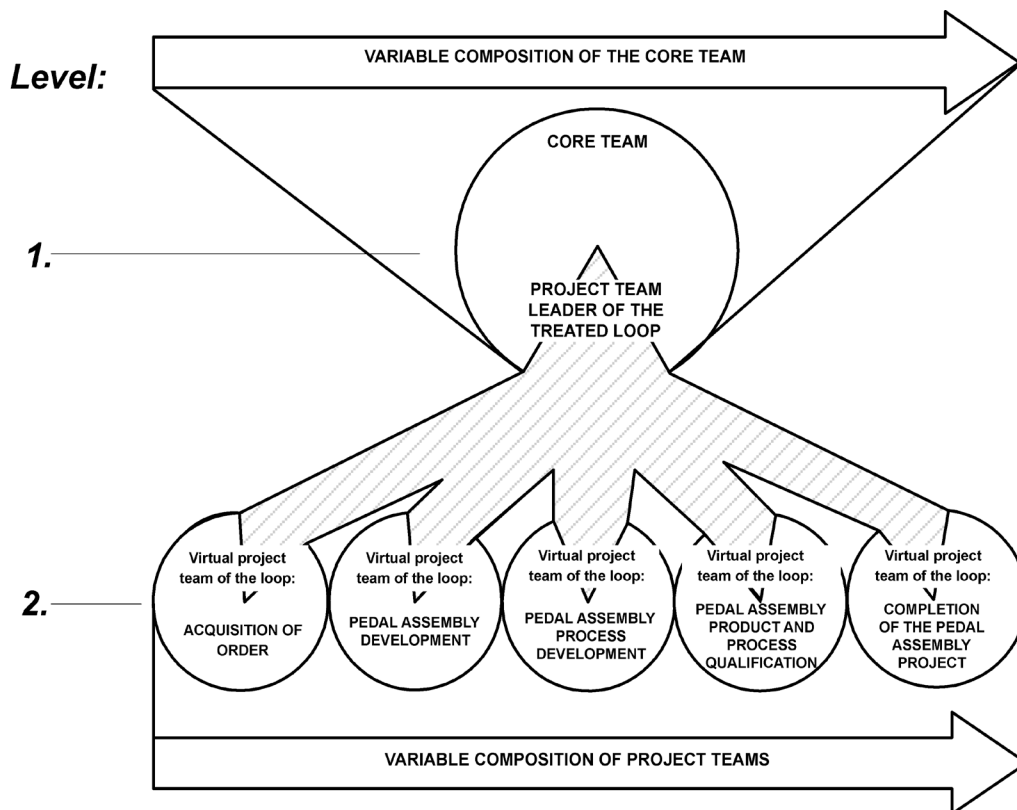 VARIABLE COMPOSITION OF THE CORE TEAM
Level:
CORE TEAM
1.
PROJECT TEAM
LEADER OF THE
TREATED LOOP
2.
Virtual project
team of the loop:
ACQUISITION OF
ORDER
Virtual project
team of the loop:
PEDAL ASSEMBLY
DEVELOPMENT
Virtual project
team of the loop:
PEDAL ASSEMBLY
PROCESS
DEVELOPMENT
Virtual project
team of the loop:
PEDAL ASSEMBLY
PRODUCT AND
PROCESS
QUALIFICATION
Virtual project
team of the loop:
COMPLETION
OF THE PEDAL
ASSEMBLY
PROJECT
VARIABLE COMPOSITION OF PROJECT TEAMS